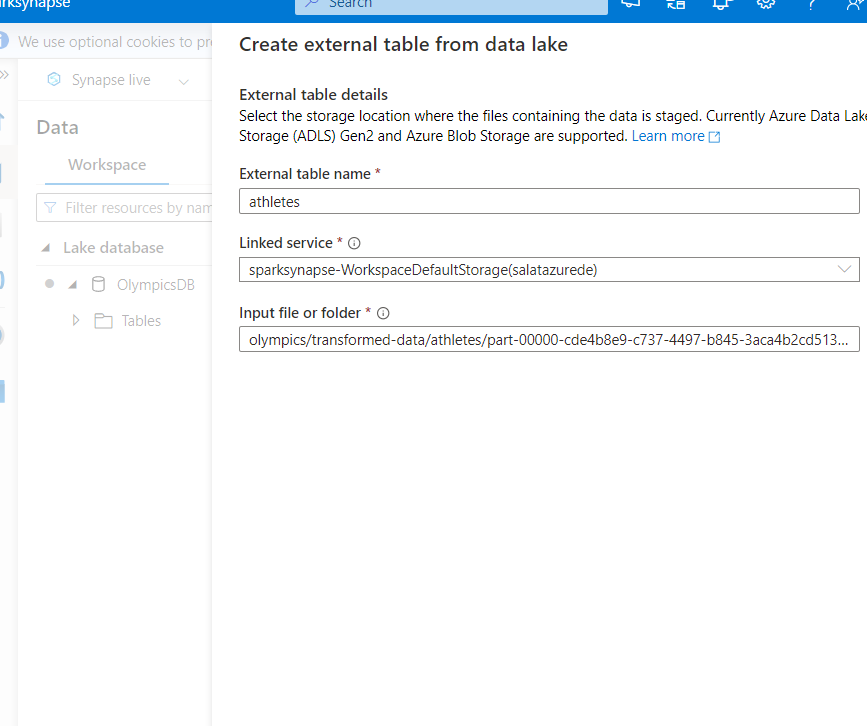 rksynapse
Search
We use optional cookies to pr
Synapse live
Data
Workspace
Filter resources by nam
Lake database
OlympicsDB
Tables
Create external table from data lake
External table details
Select the storage location where the files containing the data is staged. Currently Azure Data Lake
Storage (ADLS) Gen2 and Azure Blob Storage are supported. Learn more
External table name *
athletes
Linked service *
sparksynapse-WorkspaceDefaultStorage(salatazurede)
Input file or folder *
olympics/transformed-data/athletes/part-00000-cde4b8e9-c737-4497-b845-3aca4b2cd513...